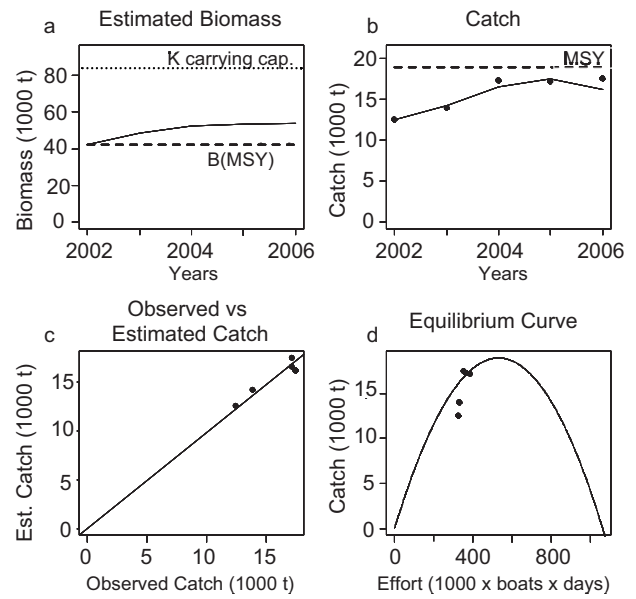 a
Estimated Biomass
K carrying cap.
B(MSY)
Biomass (1000 t)
0
20
40
60
80
2002
2004
2006
Years
b
Catch
MSY
Catch (1000 t)
0
5
10
15
20
2002
2004
2006
Years
c
Observed vs
Estimated Catch
Est. Catch (1000 t)
0
5
10
15
0
5
10
15
Observed Catch (1000 t)
d
Equilibrium Curve
Catch (1000 t)
0
5
10
15
0
400
800
Effort (1000 x boats x days)